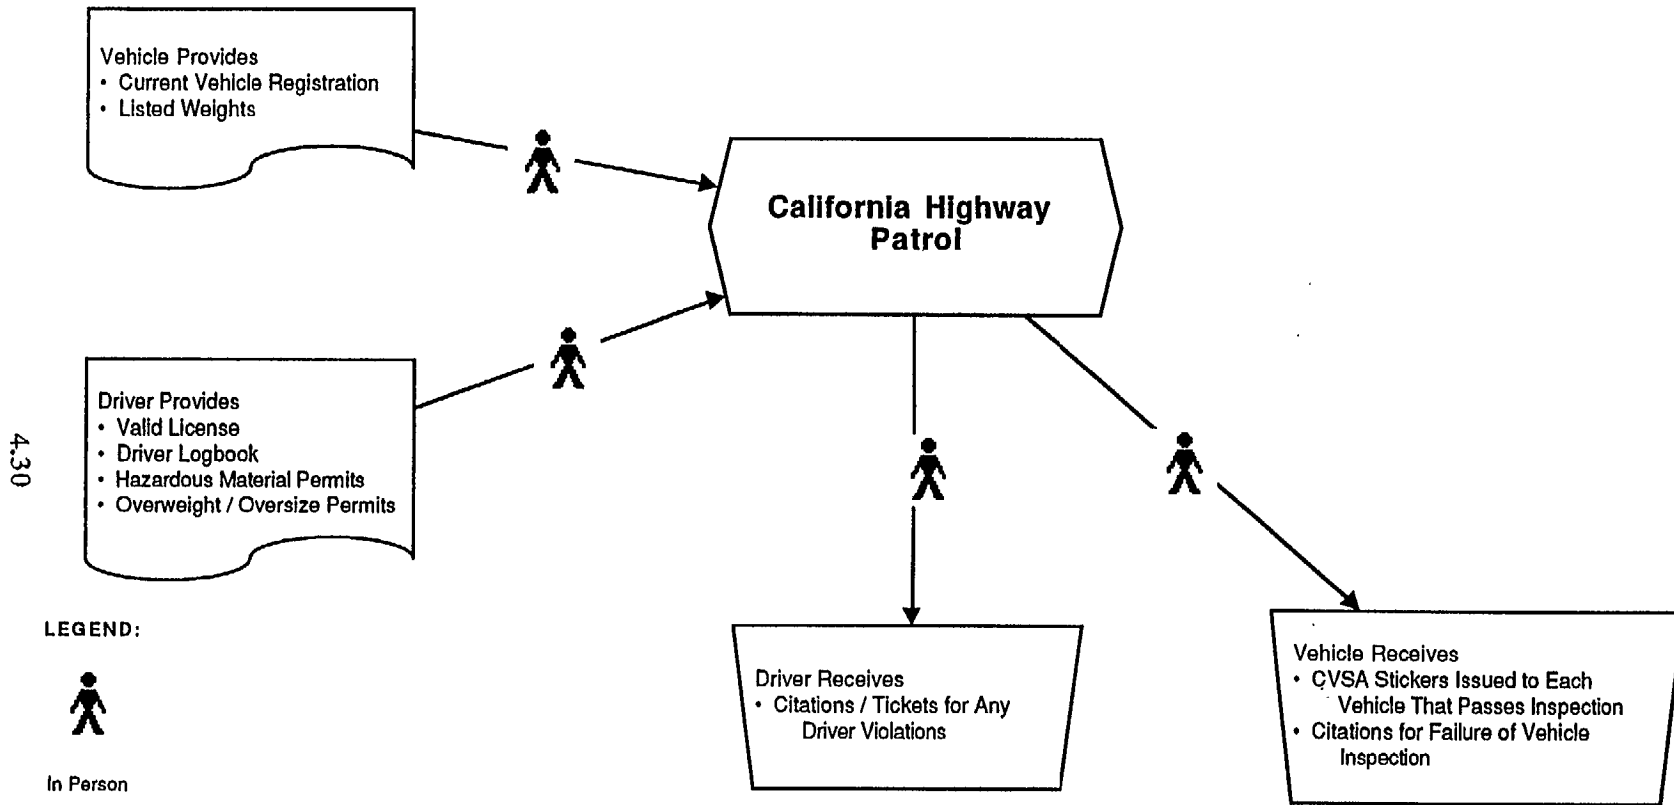 Vehicle Provides
• Current Vehicle Registration
• Listed Weights
California Highway
Patrol
Driver Provides
• Valid License
• Driver Logbook
• Hazardous Material Permits
• Overweight / Oversize Permits
4.30
LEGEND:
In Person
Driver Receives
• Citations / Tickets for Any
Driver Violations
Vehicle Receives
• CVSA Stickers Issued to Each
Vehicle That Passes Inspection
• Citations for Failure of Vehicle
Inspection